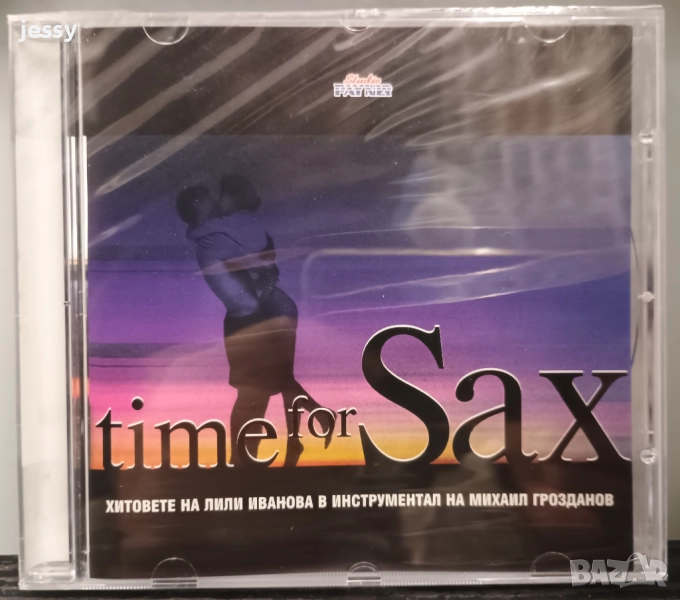 jessy
Studio
PAYNER
time for Sax
ХИТОВЕТЕ НА ЛИЛИ ИВАНОВА В ИНСТРУМЕНТАЛ НА МИХАИЛ ГРОЗДАНОВ
BAZAR